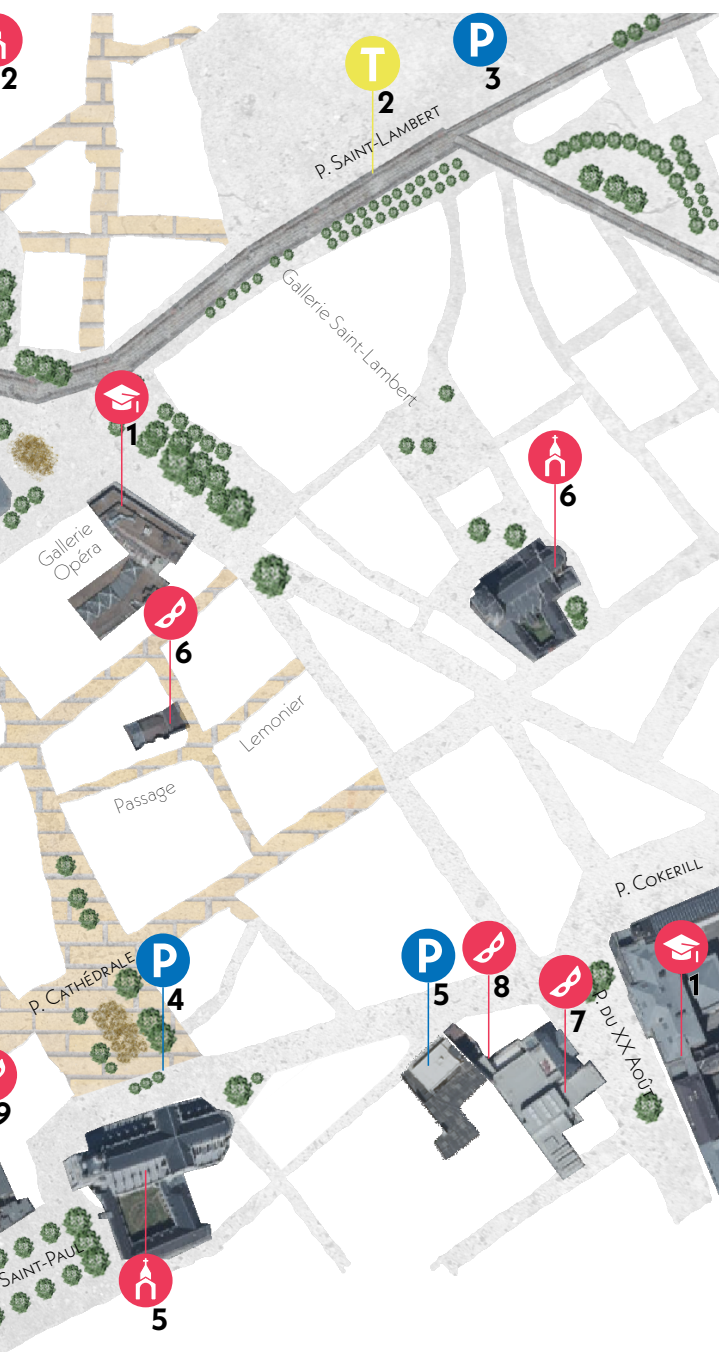 2
T
2
P
3
P. Saint-Lambert
Gallerie Saint-Lambert
1
6
Gallerie
Opéra
6
Lemonier
Passage
P. Cokerill
P. Cathédrale
P
4
P
5
8
7
1
P. du XX Août
9
Saint-Paul
5